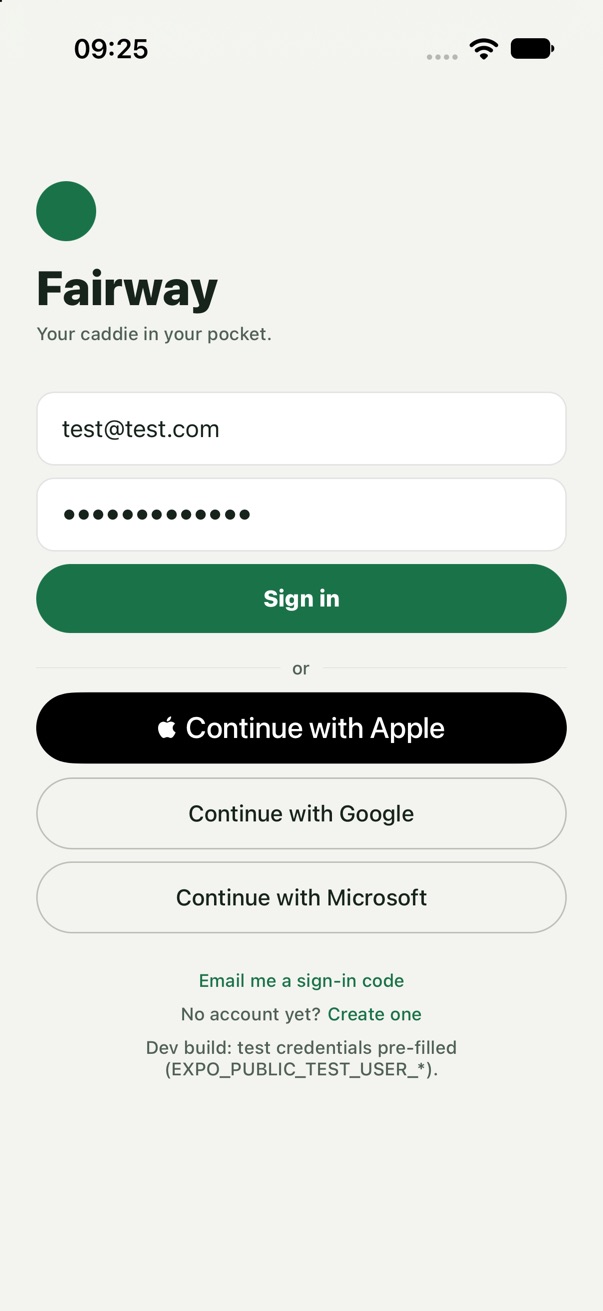 09:25
Fairway
Your caddie in your pocket.
test@test.com
•••••••••••••
Sign in
or
Continue with Apple
Continue with Google
Continue with Microsoft
Email me a sign-in code
No account yet? Create one
Dev build: test credentials pre-filled
(EXPO_PUBLIC_TEST_USER_*).